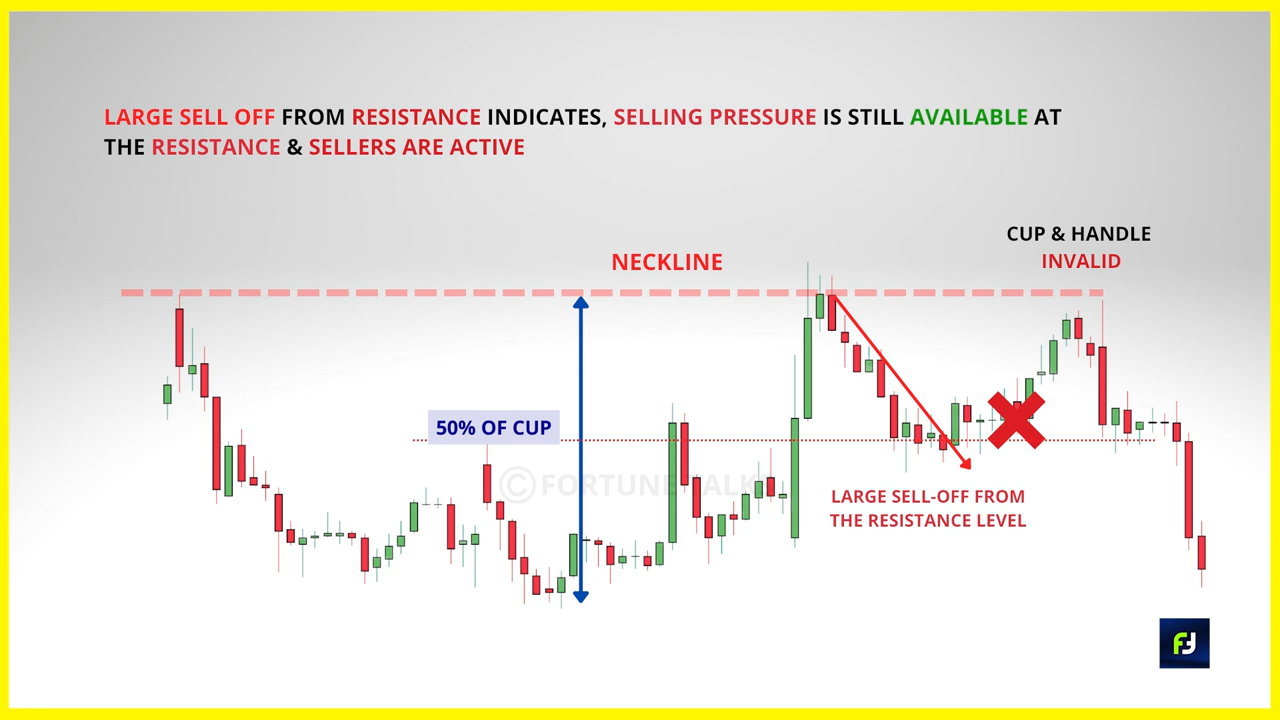 LARGE SELL OFF FROM RESISTANCE INDICATES, SELLING PRESSURE IS STILL AVAILABLE AT
THE RESISTANCE & SELLERS ARE ACTIVE
CUP & HANDLE
INVALID
NECKLINE
50% OF CUP
© FORTUNETALKS
LARGE SELL-OFF FROM
THE RESISTANCE LEVEL